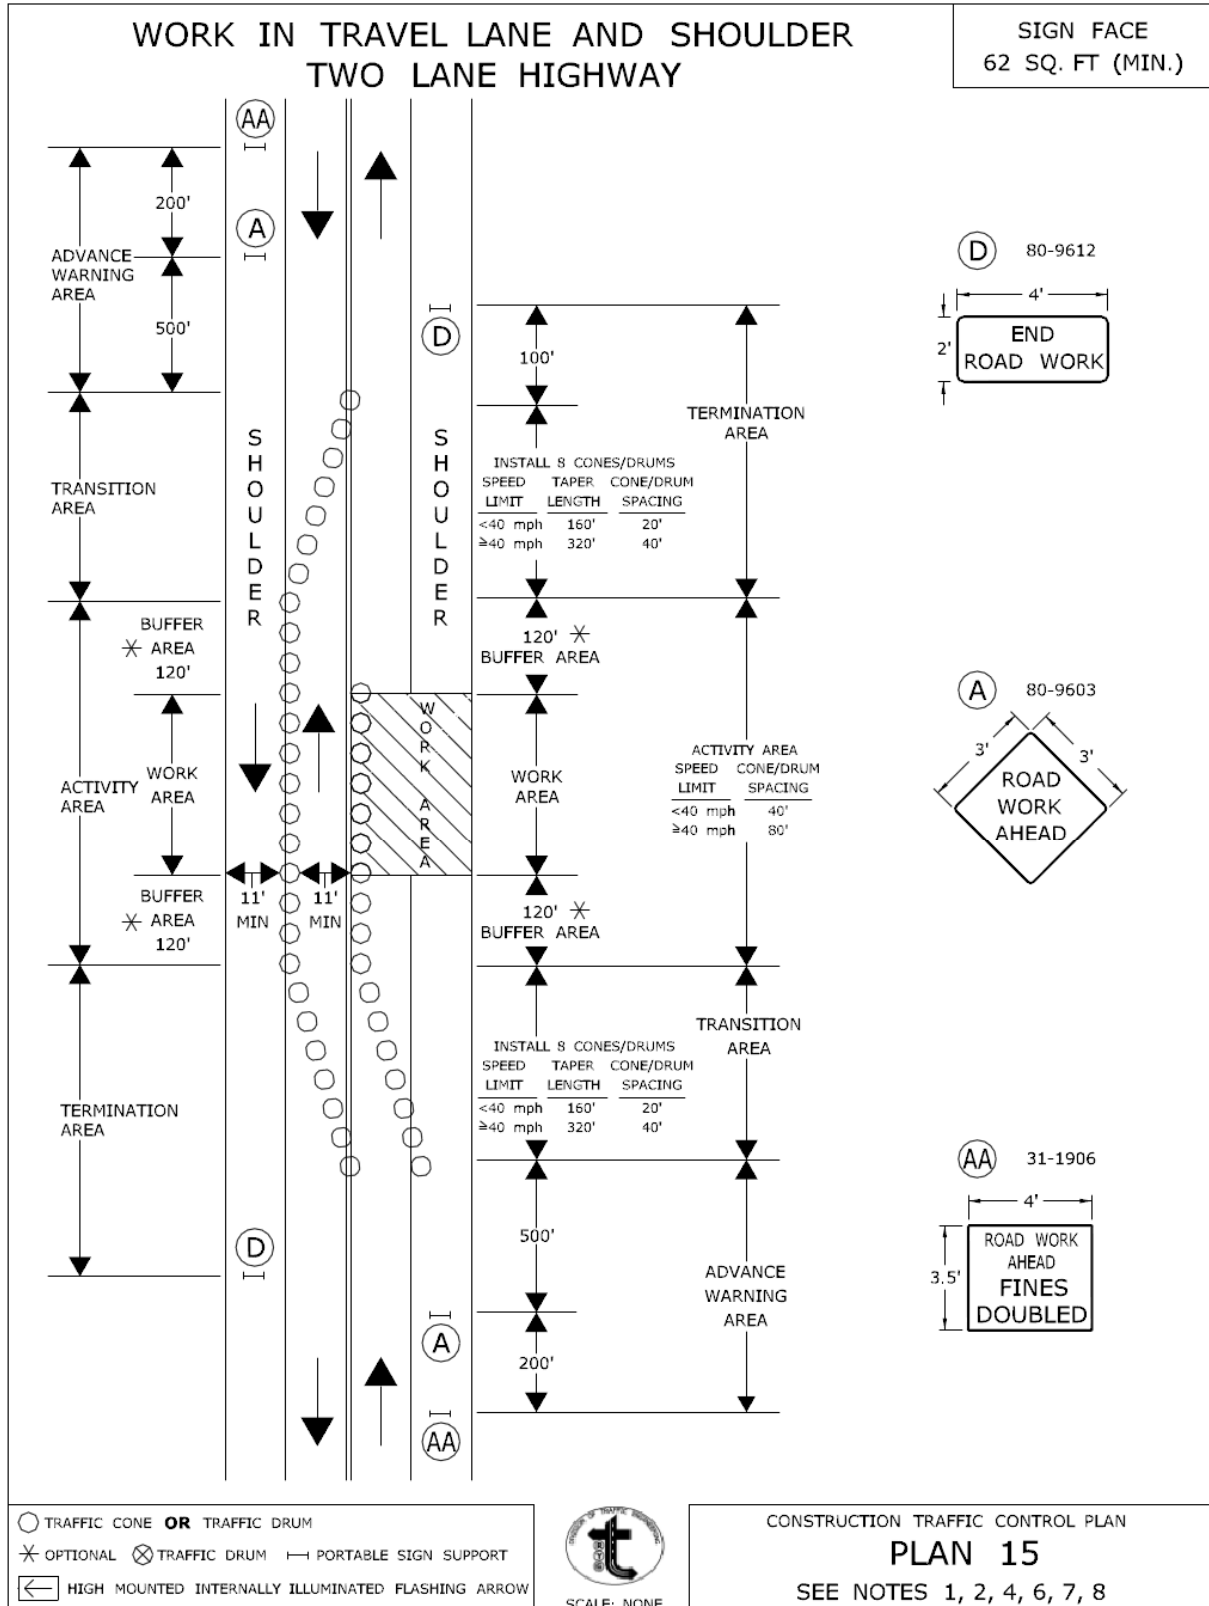 WORK IN TRAVEL LANE AND SHOULDER
TWO LANE HIGHWAY
SIGN FACE
62 SQ. FT (MIN.)
AA
200'
A
ADVANCE
WARNING
AREA
500'
D
100'
TERMINATION
AREA
SHOULDER
SHOULDER
INSTALL 8 CONES/DRUMS
SPEED TAPER CONE/DRUM
LIMIT LENGTH SPACING
<40 mph 160' 20'
≥40 mph 320' 40'
TRANSITION
AREA
BUFFER
* AREA
120'
120' *
BUFFER AREA
WORK AREA
ACTIVITY
AREA
WORK
AREA
WORK
AREA
ACTIVITY AREA
SPEED CONE/DRUM
LIMIT SPACING
<40 mph 40'
≥40 mph 80'
11'
MIN
11'
MIN
BUFFER
* AREA
120'
120' *
BUFFER AREA
TRANSITION
AREA
INSTALL 8 CONES/DRUMS
SPEED TAPER CONE/DRUM
LIMIT LENGTH SPACING
<40 mph 160' 20'
≥40 mph 320' 40'
TERMINATION
AREA
500'
D
ADVANCE
WARNING
AREA
A
200'
AA
D 80-9612
4'
2'
END
ROAD WORK
A 80-9603
3' 3'
ROAD
WORK
AHEAD
AA 31-1906
4'
3.5'
ROAD WORK
AHEAD
FINES
DOUBLED
TRAFFIC CONE OR TRAFFIC DRUM
* OPTIONAL TRAFFIC DRUM PORTABLE SIGN SUPPORT
HIGH MOUNTED INTERNALLY ILLUMINATED FLASHING ARROW
DIVISION OF TRAFFIC ENGINEERING
t
SCALE: NONE
CONSTRUCTION TRAFFIC CONTROL PLAN
PLAN 15
SEE NOTES 1, 2, 4, 6, 7, 8